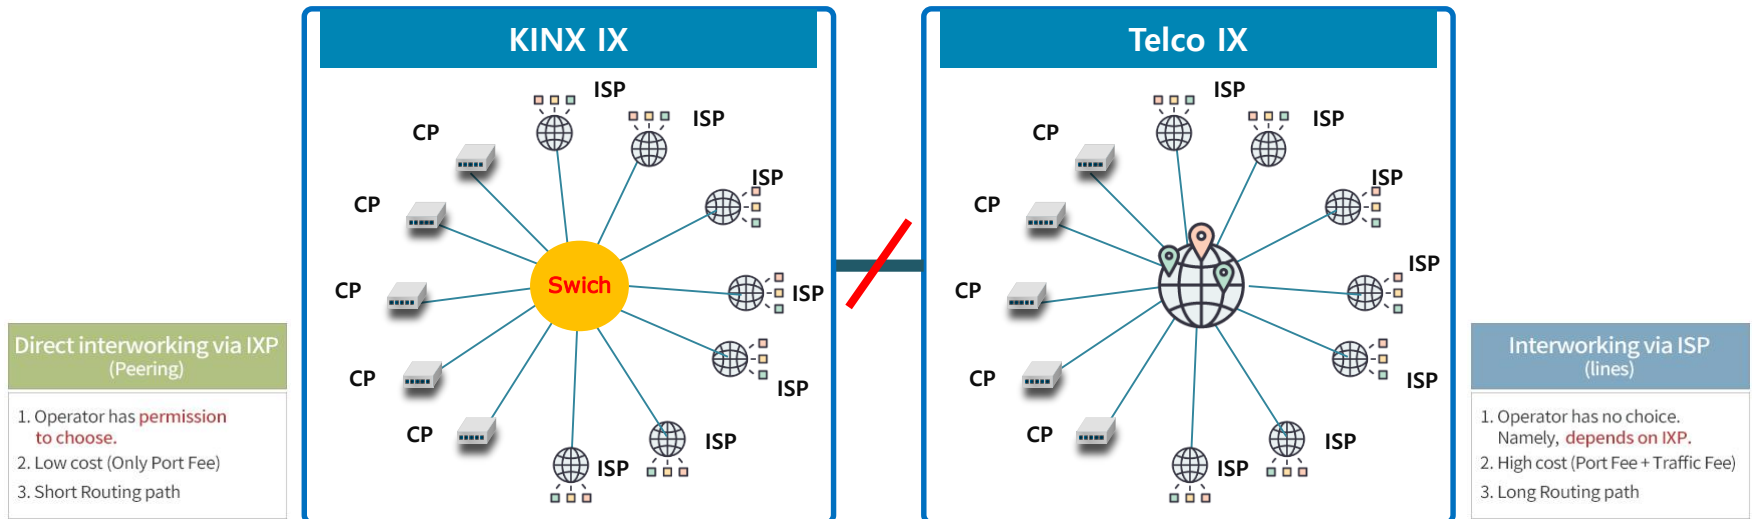 KINX IX
ISP
ISP
CP
ISP
CP
Swich
CP
ISP
CP
ISP
CP
ISP
ISP
Telco IX
ISP
ISP
CP
ISP
CP
ISP
CP
CP
ISP
CP
ISP
ISP
Direct interworking via IXP
(Peering)
1. Operator has permission
to choose.
2. Low cost (Only Port Fee)
3. Short Routing path
Interworking via ISP
(lines)
1. Operator has no choice.
Namely, depends on IXP.
2. High cost (Port Fee + Traffic Fee)
3. Long Routing path